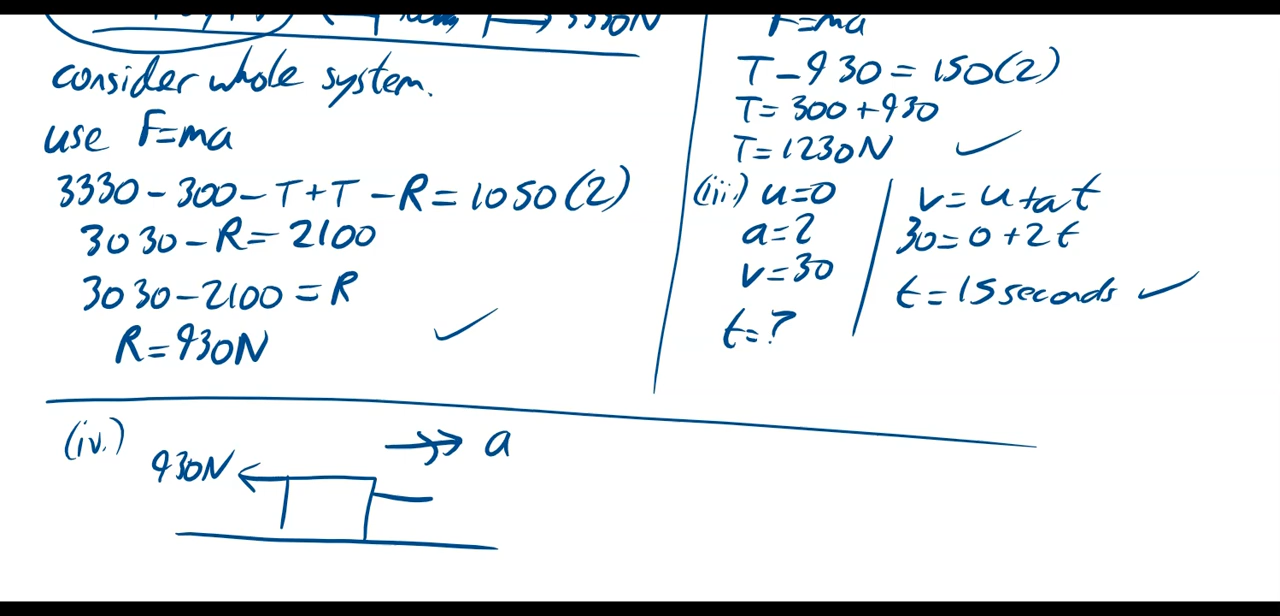 3330N
consider whole system.
use F=ma
3330-300-T+T-R=1050(2)
3030-R=2100
3030-2100=R
R=930N
F=ma
T-930=150(2)
T=300+930
T=1230N
(iii.) u=0
a=2
v=30
t=?
v=u+at
30=0+2t
t=15seconds
(iv.)
930N
a